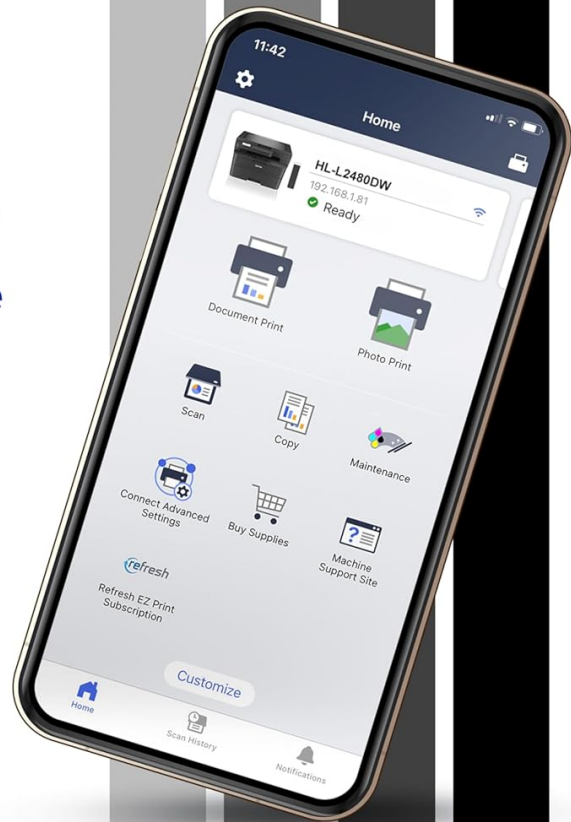 11:42
Home
HL-L2480DW
192.168.1.81
Ready
Document Print
Photo Print
Scan
Copy
Maintenance
Connect Advanced
Settings
Buy Supplies
Machine
Support Site
refresh
Refresh EZ Print
Subscription
Customize
Home
Scan History
Notifications